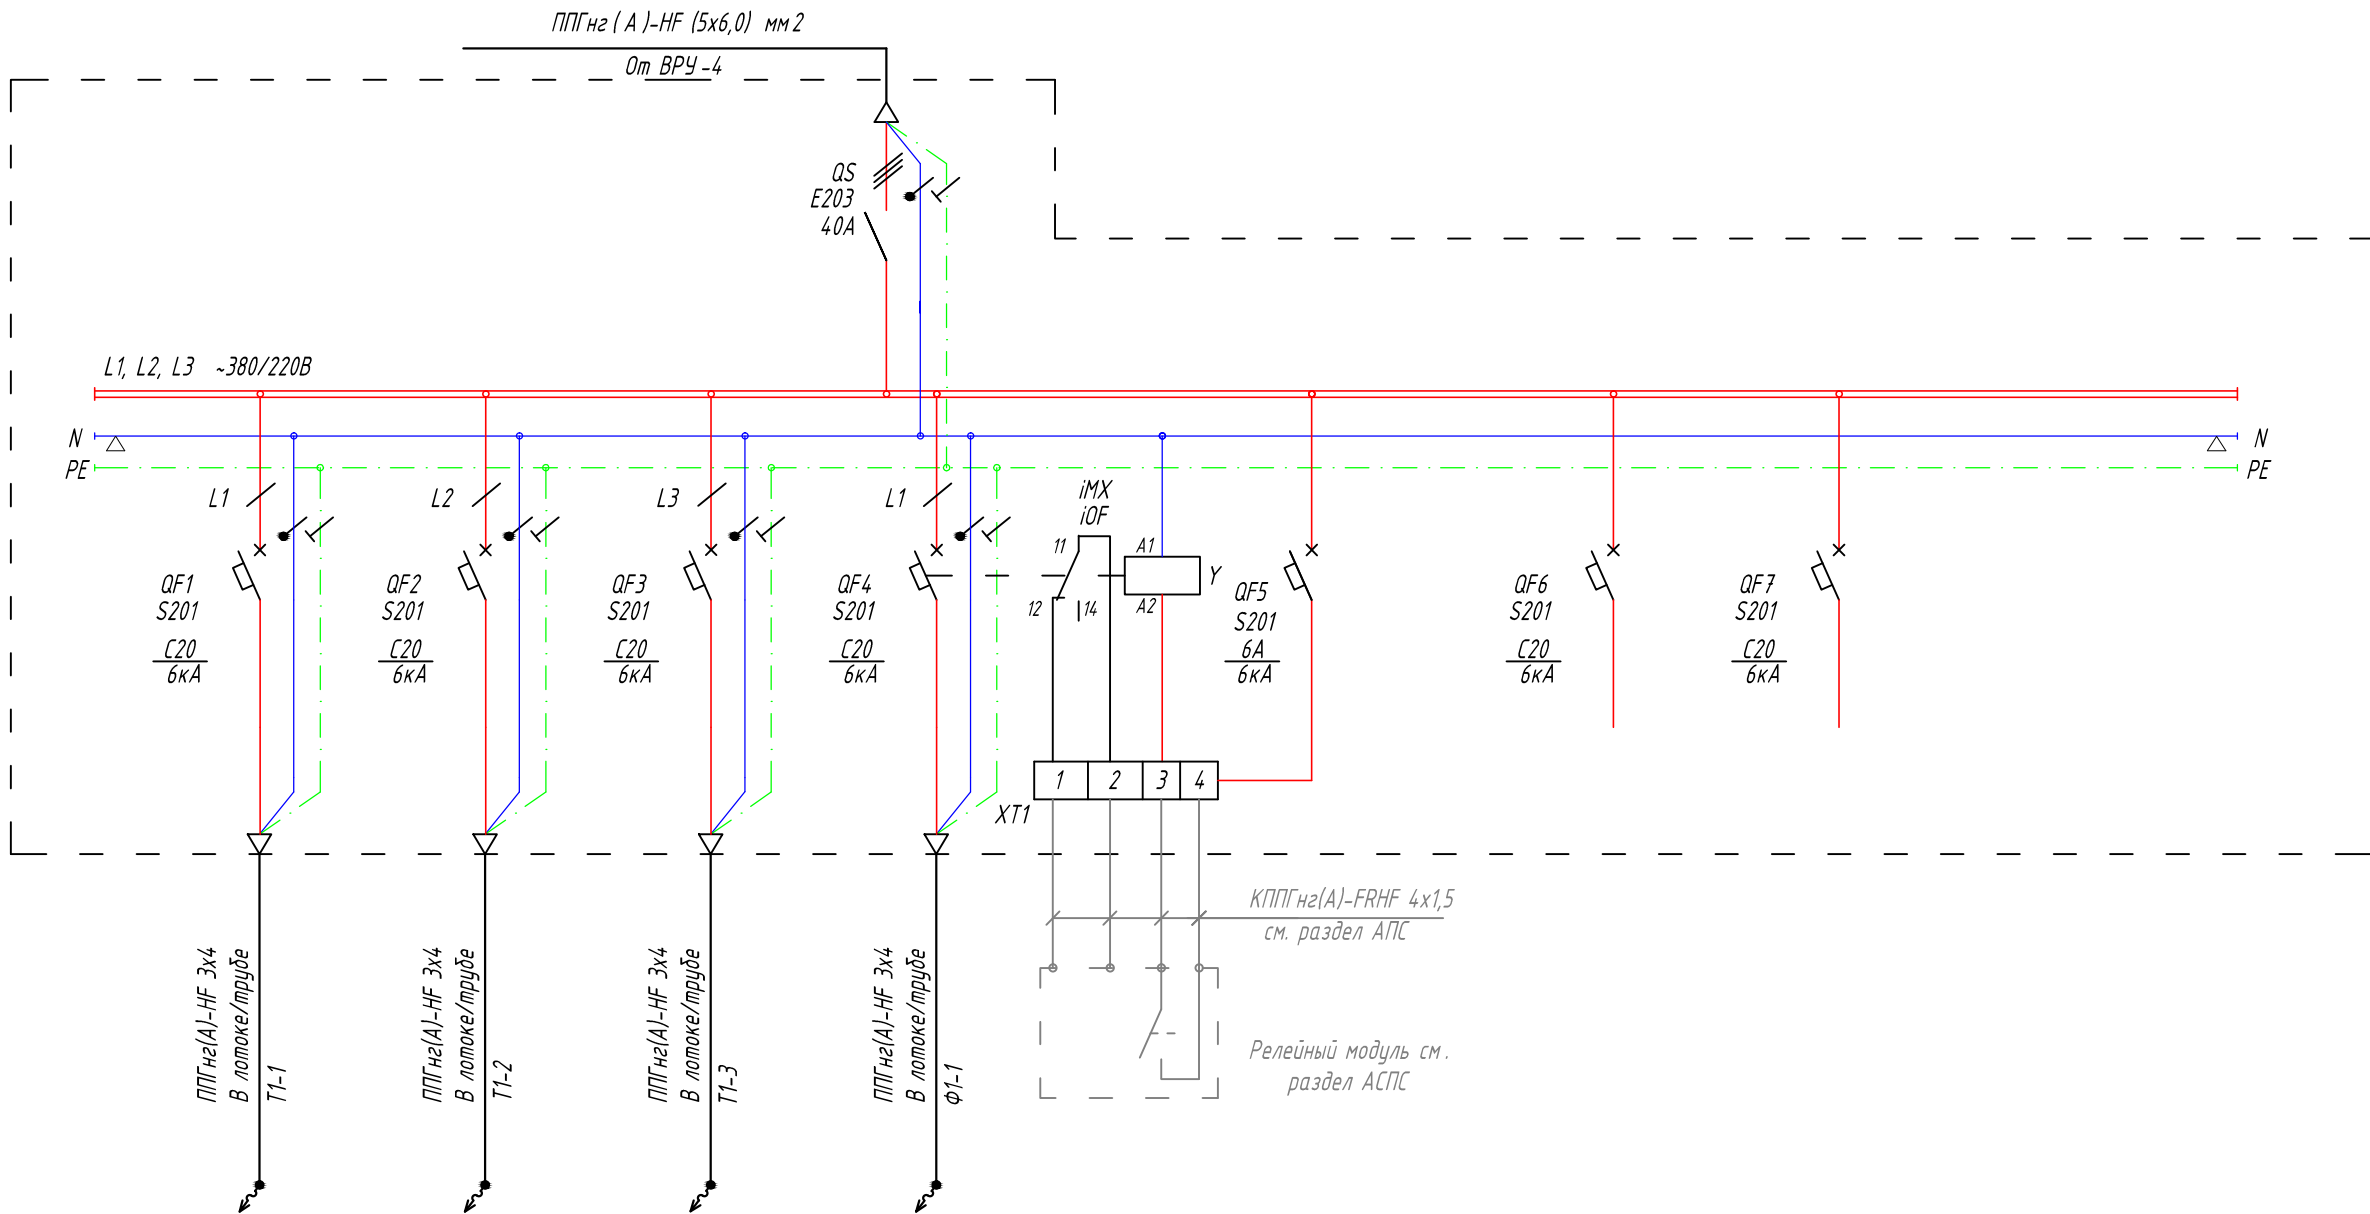 ППГнг ( А )-HF (5х6,0) мм2
От ВРУ -4
QS
E203
40А
L1, L2, L3 ~380/220В
N
N
PE
PE
L1
L2
L3
L1
iMX
iOF
11
A1
Y
12
14
A2
QF1
S201
C20
6кА
QF2
S201
C20
6кА
QF3
S201
C20
6кА
QF4
S201
C20
6кА
QF5
S201
6А
6кА
QF6
S201
C20
6кА
QF7
S201
C20
6кА
1 2 3 4
XT1
КППГнг(А)-FRHF 4х1,5
см. раздел АПС
ППГнг(А)-HF 3х4
В лотоке/трубе
Т1-1
ППГнг(А)-HF 3х4
В лотоке/трубе
Т1-2
ППГнг(А)-HF 3х4
В лотоке/трубе
Т1-3
ППГнг(А)-HF 3х4
В лотоке/трубе
Ф1-1
Релейный модуль см.
раздел АСПС